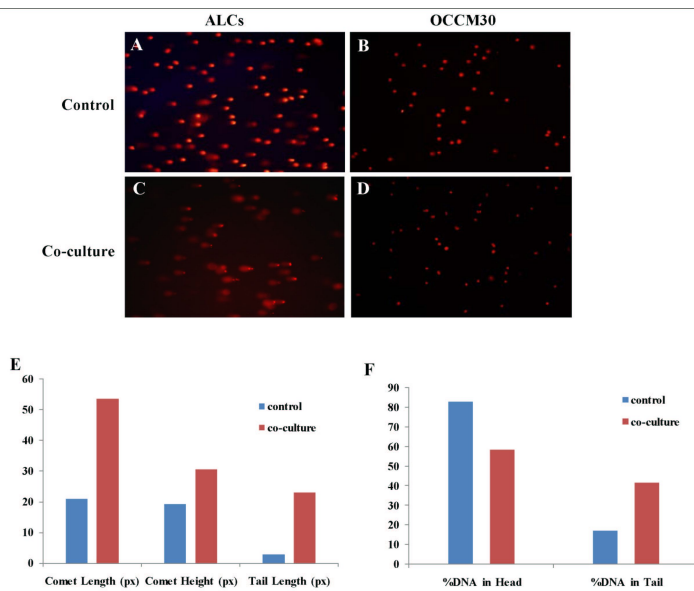 ALCs OCCM30
A B
Control
C D
Co-culture
E
60
50
40
30
20
10
0
control
co-culture
Comet Length (px) Comet Height (px) Tail Length (px)
F
90
80
70
60
50
40
30
20
10
0
control
co-culture
%DNA in Head %DNA in Tail